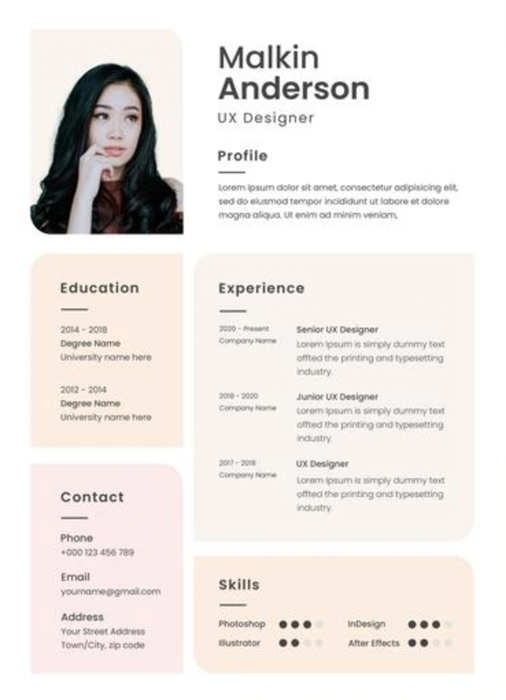 Malkin
Anderson
UX Designer
Profile
Lorem ipsum dolor sit amet, consectetur adipisicing elit,
sed do eiusmod tempor incididunt ut labore et dolore
magna aliqua. Ut enim ad minim veniam,
Education
2014 - 2018
Degree Name
University name here
2012 - 2014
Degree Name
University name here
Contact
Phone
+000 123 456 789
Email
yourname@gmail.com
Address
Your Street Address
Town/City, zip code
Experience
2020 - Present
Company Name
Senior UX Designer
Lorem Ipsum is simply dummy text
offted the printing and typesetting
industry.
2018 - 2020
Company Name
Junior UX Designer
Lorem Ipsum is simply dummy text
offted the printing and typesetting
industry.
2017 - 2018
Company Name
UX Designer
Lorem Ipsum is simply dummy text
offted the printing and typesetting
industry.
Skills
Photoshop
InDesign
Illustrator
After Effects